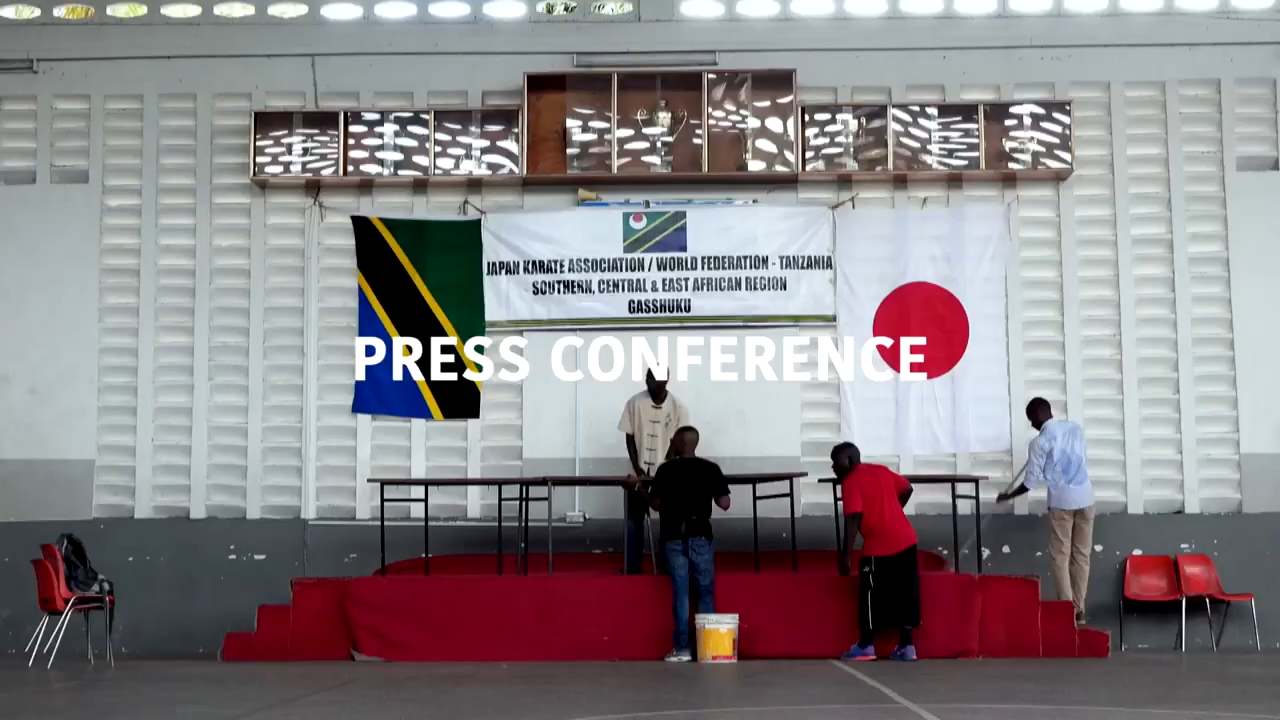 JAPAN KARATE ASSOCIATION / WORLD FEDERATION - TANZANIA
SOUTHERN, CENTRAL & EAST AFRICAN REGION
GASSHUKU
PRESS CONFERENCE